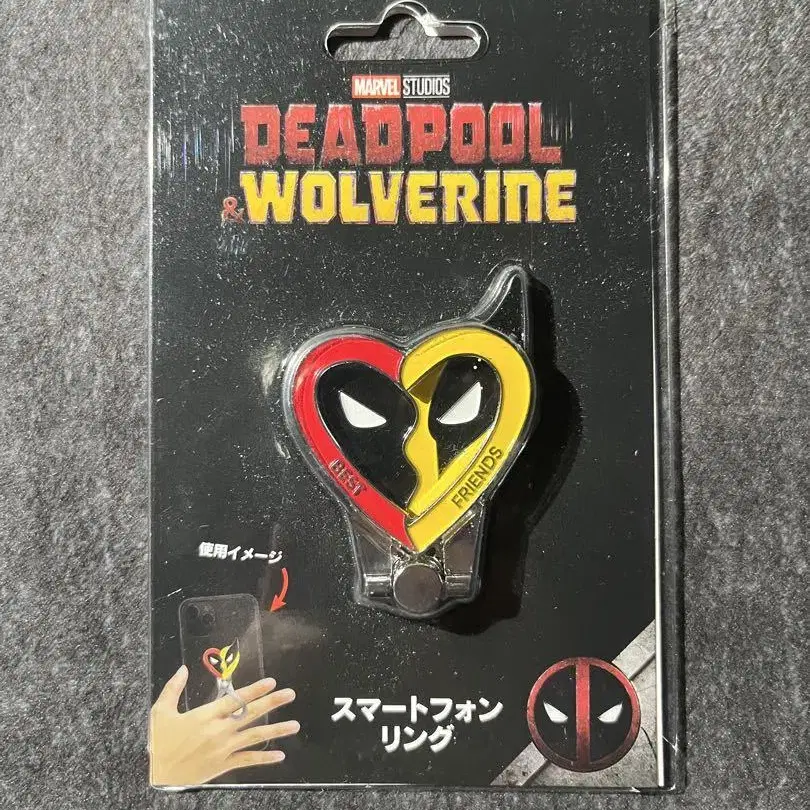 MARVEL STUDIOS
DEADPOOL
& WOLVERINE
BEST
FRIENDS
使用イメージ
スマートフォン
リング